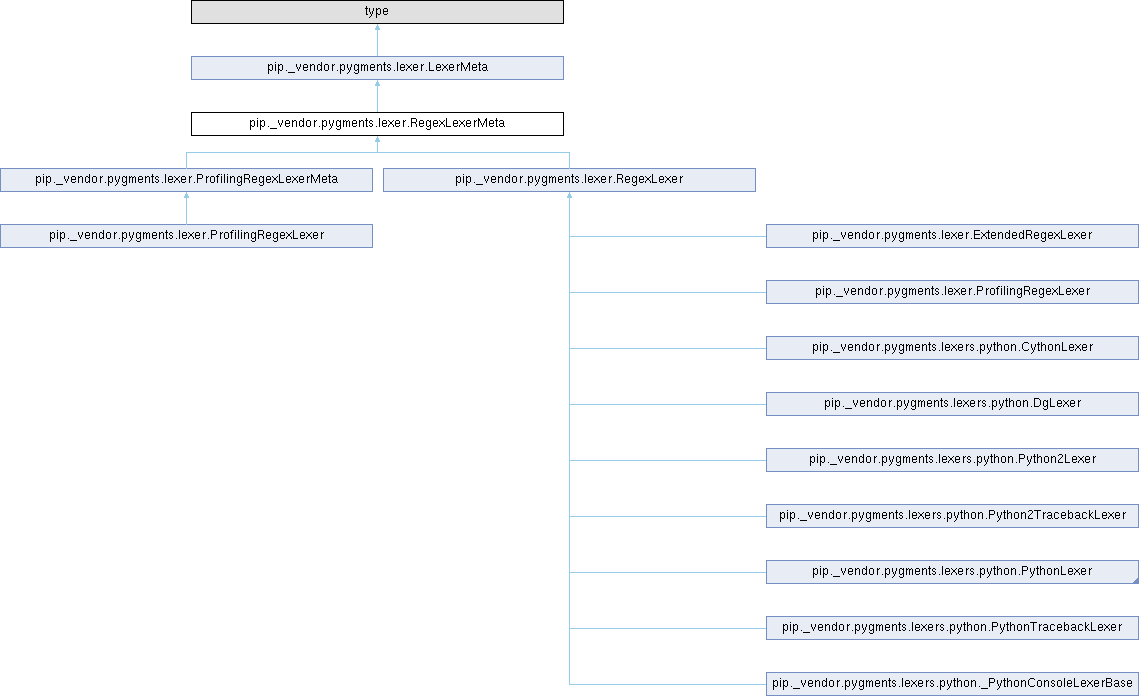 type
pip._vendor.pygments.lexer.LexerMeta
pip._vendor.pygments.lexer.RegexLexerMeta
pip._vendor.pygments.lexer.ProfilingRegexLexerMeta
pip._vendor.pygments.lexer.RegexLexer
pip._vendor.pygments.lexer.ProfilingRegexLexer
pip._vendor.pygments.lexer.ExtendedRegexLexer
pip._vendor.pygments.lexer.ProfilingRegexLexer
pip._vendor.pygments.lexers.python.CythonLexer
pip._vendor.pygments.lexers.python.DgLexer
pip._vendor.pygments.lexers.python.Python2Lexer
pip._vendor.pygments.lexers.python.Python2TracebackLexer
pip._vendor.pygments.lexers.python.PythonLexer
pip._vendor.pygments.lexers.python.PythonTracebackLexer
pip._vendor.pygments.lexers.python._PythonConsoleLexerBase